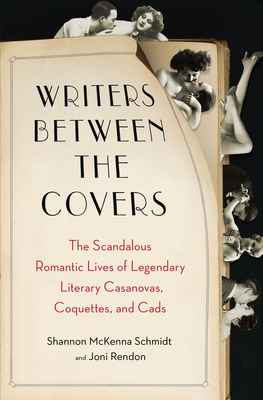 WRITERS
BETWEEN
THE
COVERS
The Scandalous
Romantic Lives of Legendary
Literary Casanovas,
Coquettes, and Cads
Shannon McKenna Schmidt
and Joni Rendon